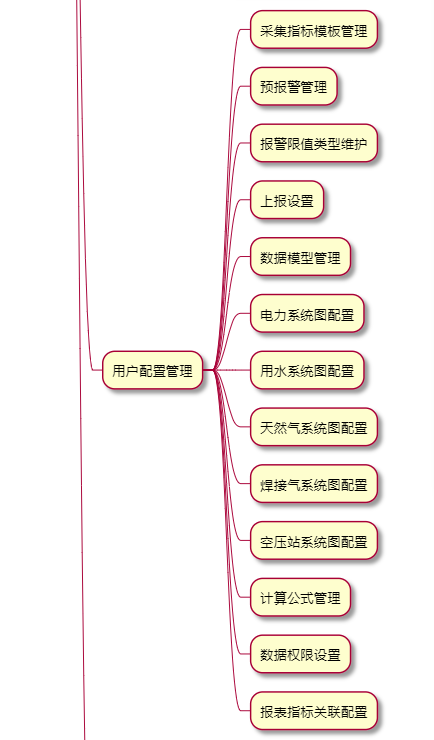 采集指标模板管理
预报警管理
报警限值类型维护
上报设置
数据模型管理
电力系统图配置
用户配置管理
用水系统图配置
天然气系统图配置
焊接气系统图配置
空压站系统图配置
计算公式管理
数据权限设置
报表指标关联配置